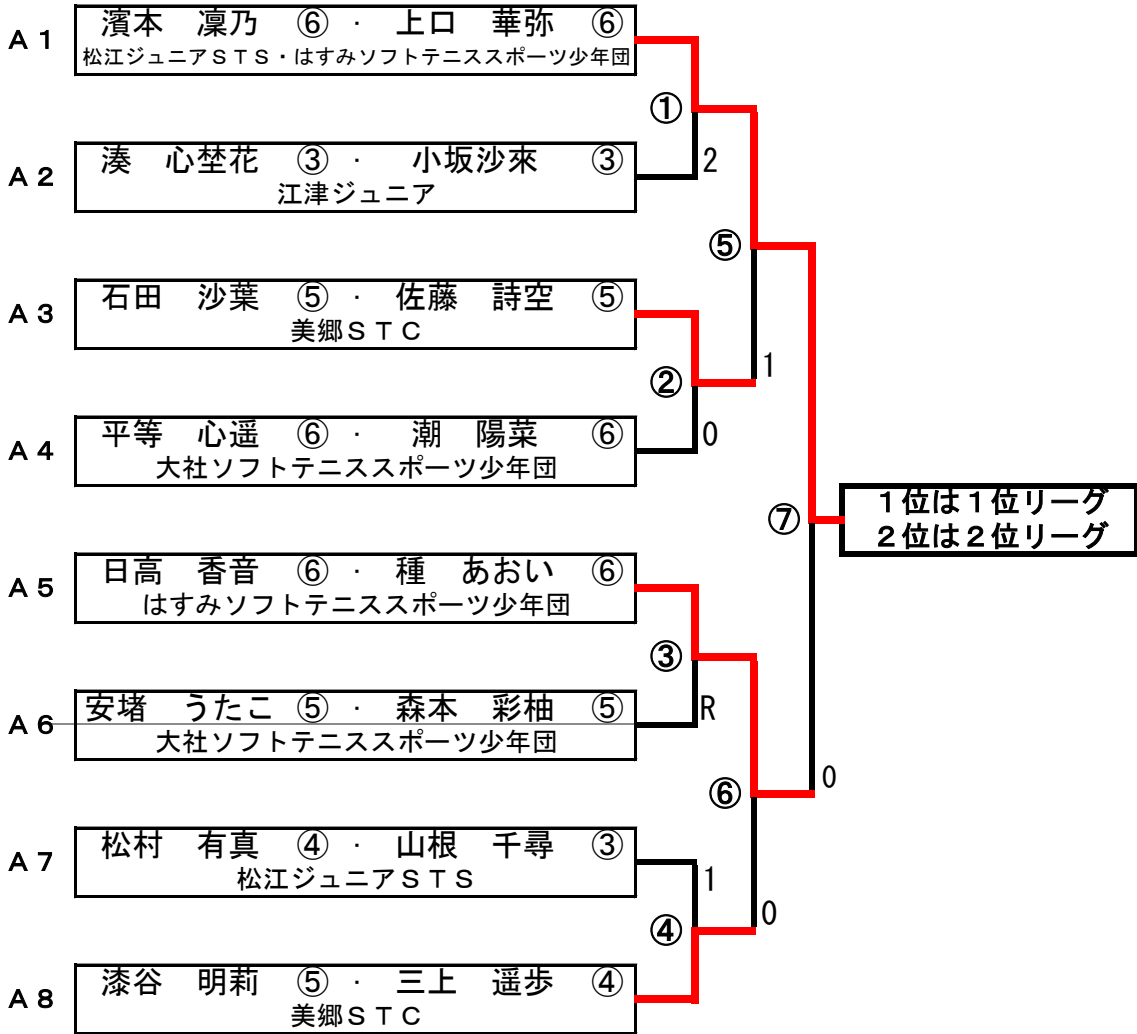 A1
濱本 凜乃 ⑥ ・ 上口 華弥 ⑥
松江ジュニアSTS・はすみソフトテニススポーツ少年団
①
A2
湊 心埜花 ③ ・ 小坂沙來 ③
江津ジュニア
2
⑤
A3
石田 沙葉 ⑤ ・ 佐藤 詩空 ⑤
美郷STC
②
1
A4
平等 心遥 ⑥ ・ 潮 陽菜 ⑥
大社ソフトテニススポーツ少年団
0
⑦
1位は1位リーグ
2位は2位リーグ
A5
日高 香音 ⑥ ・ 種 あおい ⑥
はすみソフトテニススポーツ少年団
③
A6
安堵 うたこ ⑤ ・ 森本 彩柚 ⑤
大社ソフトテニススポーツ少年団
R
⑥
0
A7
松村 有真 ④ ・ 山根 千尋 ③
松江ジュニアSTS
1
④
0
A8
漆谷 明莉 ⑤ ・ 三上 遥歩 ④
美郷STC